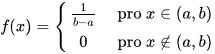 f(x) = { 1/(b−a) pro x ∈ (a, b)
0 pro x ∉ (a, b)